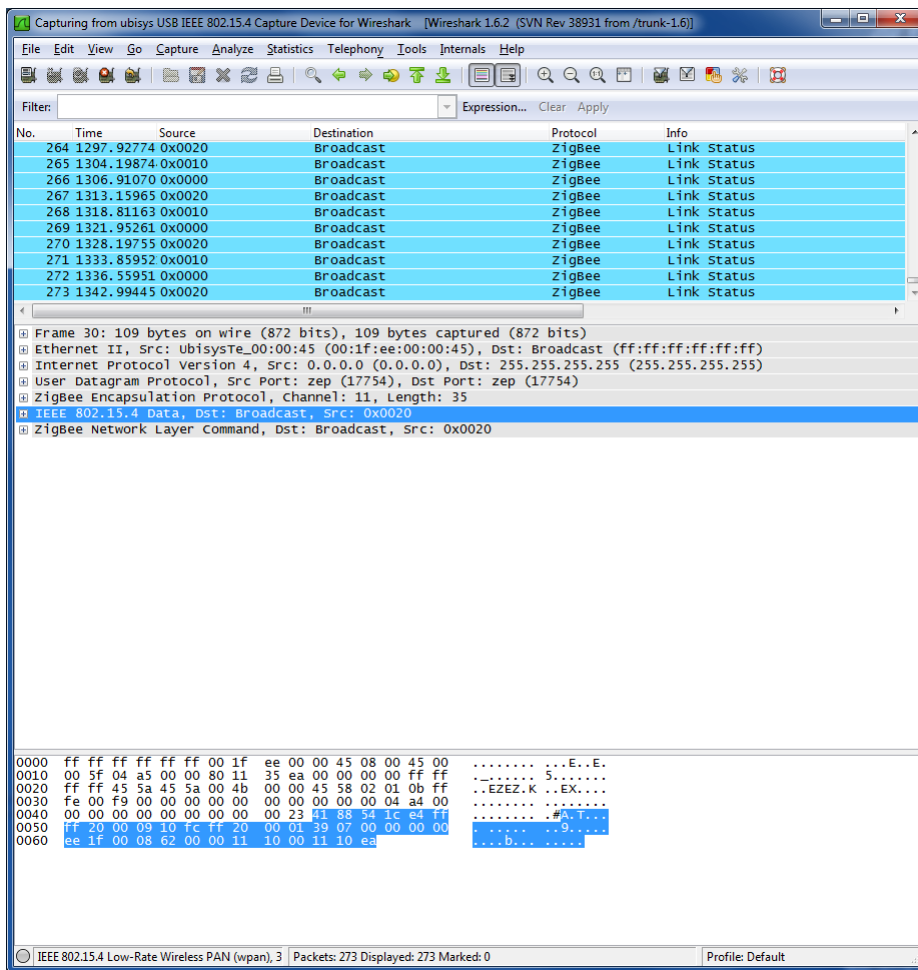 Capturing from ubisys USB IEEE 802.15.4 Capture Device for Wireshark [Wireshark 1.6.2 (SVN Rev 38931 from /trunk-1.6)]
File Edit View Go Capture Analyze Statistics Telephony Tools Internals Help
Filter: Expression... Clear Apply
No. Time Source Destination Protocol Info
264 1297.92774 0x0020 Broadcast ZigBee Link Status
265 1304.19874 0x0010 Broadcast ZigBee Link Status
266 1306.91070 0x0000 Broadcast ZigBee Link Status
267 1313.15965 0x0020 Broadcast ZigBee Link Status
268 1318.81163 0x0010 Broadcast ZigBee Link Status
269 1321.95261 0x0000 Broadcast ZigBee Link Status
270 1328.19755 0x0020 Broadcast ZigBee Link Status
271 1333.85952 0x0010 Broadcast ZigBee Link Status
272 1336.55951 0x0000 Broadcast ZigBee Link Status
273 1342.99445 0x0020 Broadcast ZigBee Link Status
Frame 30: 109 bytes on wire (872 bits), 109 bytes captured (872 bits)
Ethernet II, Src: UbisysTe_00:00:45 (00:1f:ee:00:00:45), Dst: Broadcast (ff:ff:ff:ff:ff:ff)
Internet Protocol Version 4, Src: 0.0.0.0 (0.0.0.0), Dst: 255.255.255.255 (255.255.255.255)
User Datagram Protocol, Src Port: zep (17754), Dst Port: zep (17754)
ZigBee Encapsulation Protocol, Channel: 11, Length: 35
IEEE 802.15.4 Data, Dst: Broadcast, Src: 0x0020
ZigBee Network Layer Command, Dst: Broadcast, Src: 0x0020
0000 ff ff ff ff ff ff 00 1f ee 00 00 45 08 00 45 00 ........ ...E..E.
0010 00 5f 04 a5 00 00 80 11 35 ea 00 00 00 00 ff ff ._...... 5.......
0020 ff ff 45 5a 45 5a 00 4b 00 00 45 58 02 01 0b ff ..EZEZ.K ..EX....
0030 fe 00 f9 00 00 00 00 00 00 00 00 00 00 04 a4 00 ........ ........
0040 00 00 00 00 00 00 00 00 00 23 41 88 54 1c e4 ff ........ .#A.T...
0050 ff 20 00 09 10 fc ff 20 00 01 39 07 00 00 00 00 . ..... ..9.....
0060 ee 1f 00 08 62 00 00 11 10 00 11 10 ea ....b... .....
IEEE 802.15.4 Low-Rate Wireless PAN (wpan), 3 Packets: 273 Displayed: 273 Marked: 0 Profile: Default